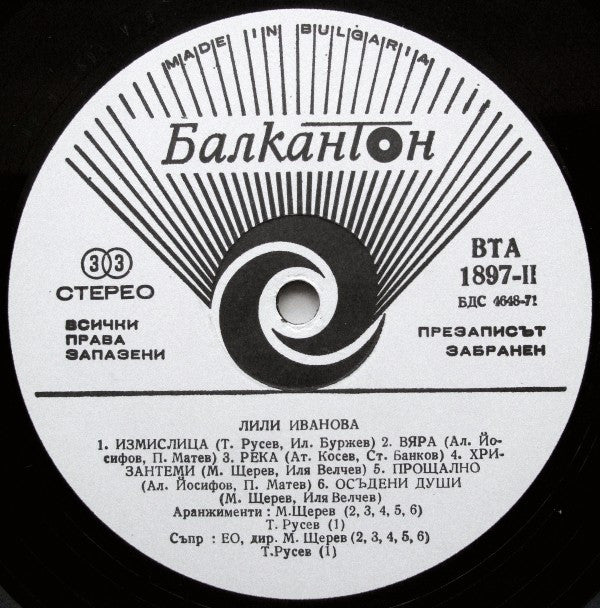 MADE IN BULGARIA
Балкантон
33
СТЕРЕО
ВСИЧКИ
ПРАВА
ЗАПАЗЕНИ
ВТА
1897-II
БДС 4648-71
ПРЕЗАПИСЪТ
ЗАБРАНЕН
ЛИЛИ ИВАНОВА
1. ИЗМИСЛИЦА (Т. Русев, Ил. Буржев) 2. ВЯРА (Ал. Йо-
сифов, П. Матев) 3. РЕКА (Ат. Косев, Ст. Банков) 4. ХРИ-
ЗАНТЕМИ (М. Щерев, Иля Велчев) 5. ПРОЩАЛНО
(Ал. Йосифов, П. Матев) 6. ОСЪДЕНИ ДУШИ
(М. Щерев, Иля Велчев)
Аранжименти : М.Щерев (2, 3, 4, 5, 6)
Т. Русев (1)
Съпр : ЕО, дир. М. Щерев (2, 3, 4, 5, 6)
Т.Русев (1)